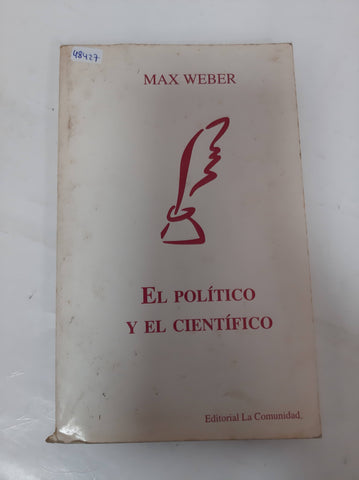 48427
MAX WEBER
EL POLÍTICO
Y EL CIENTÍFICO
Editorial La Comunidad.